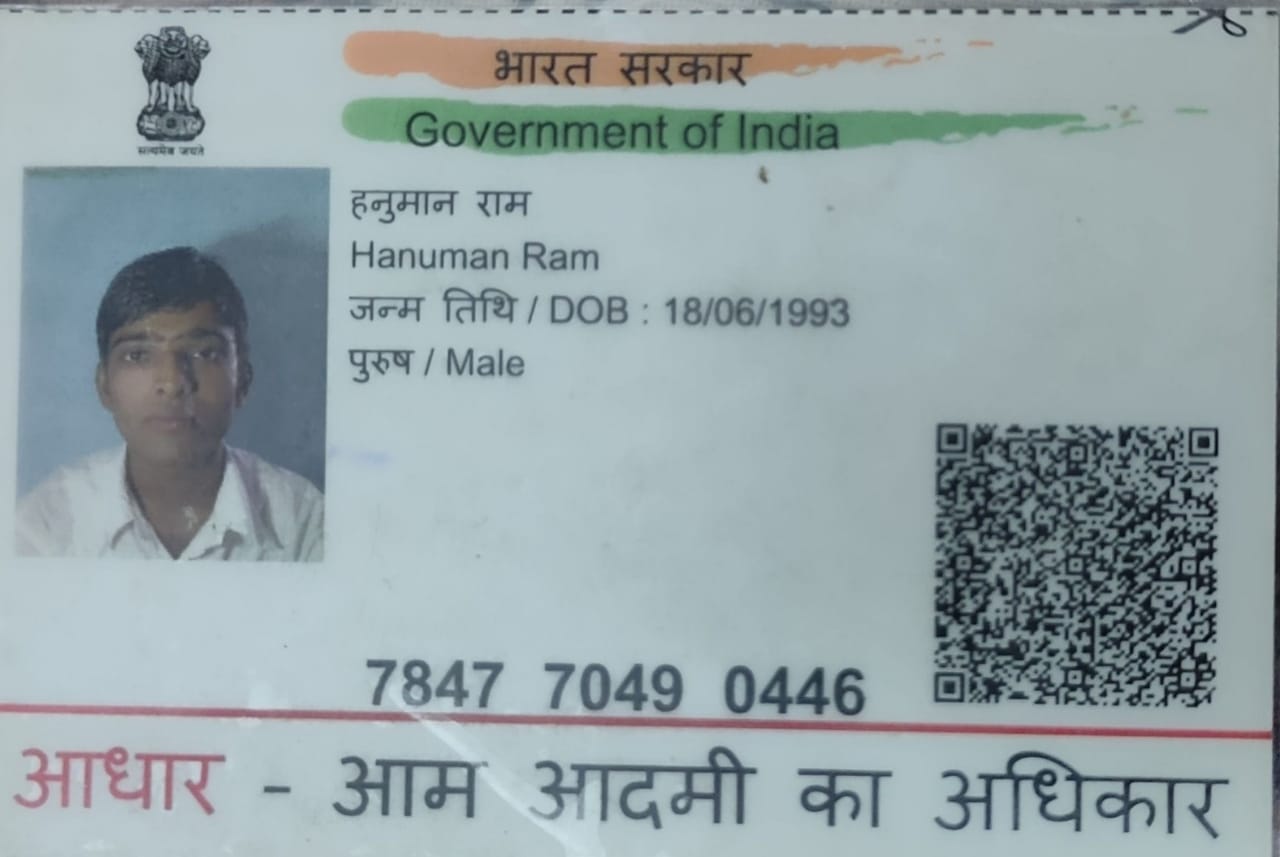 भारत सरकार
Government of India
सत्यमेव जयते
हनुमान राम
Hanuman Ram
जन्म तिथि / DOB : 18/06/1993
पुरुष / Male
7847 7049 0446
आधार - आम आदमी का अधिकार